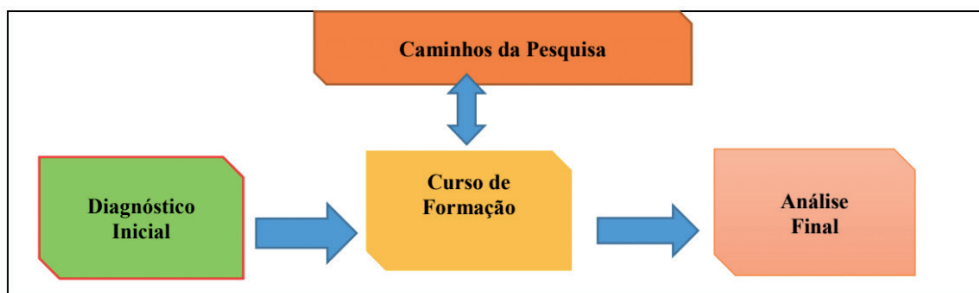 Caminhos da Pesquisa
Diagnóstico
Inicial
Curso de
Formação
Análise
Final